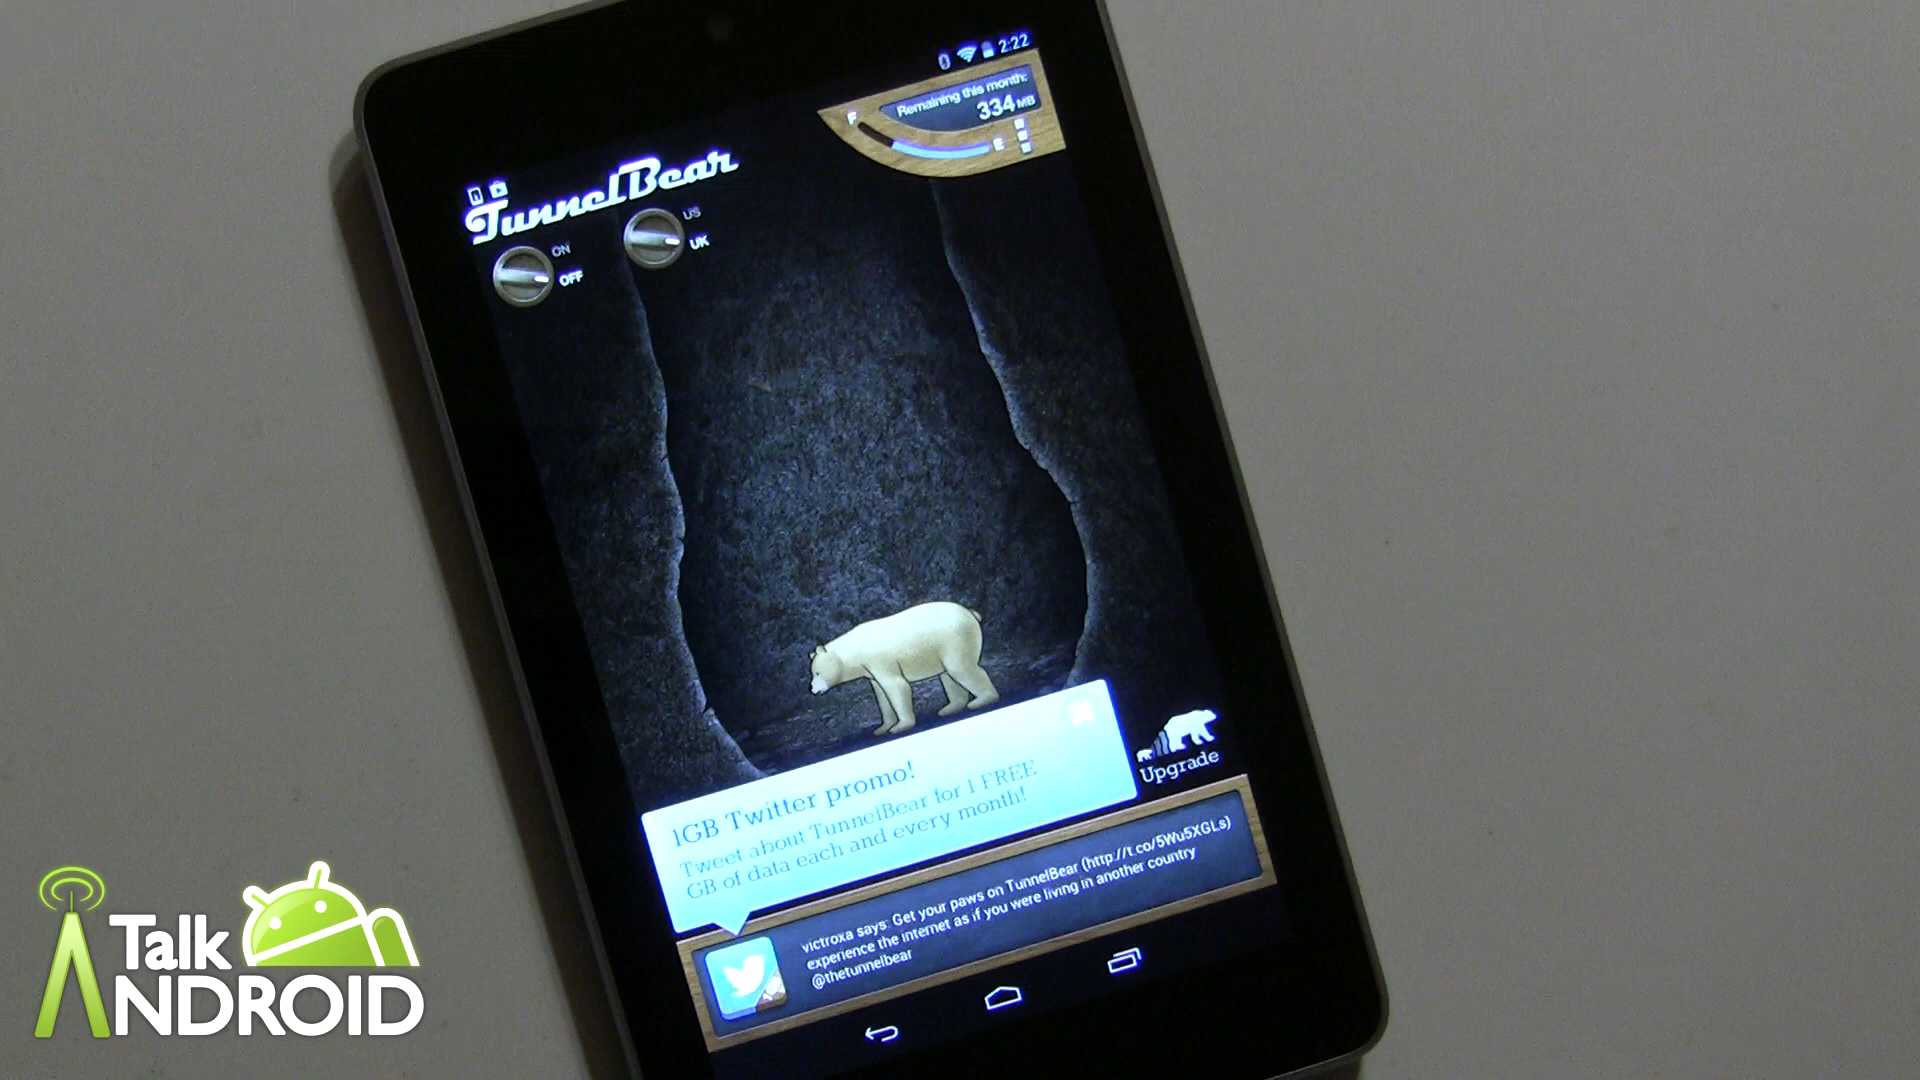 2:22
Remaining this month:
334 MB
F
E
TunnelBear
ON
OFF
US
UK
1GB Twitter promo!
Tweet about TunnelBear for 1 FREE
GB of data each and every month!
Upgrade
victroxa says: Get your paws on TunnelBear (http://t.co/5Wu5XGLs)
experience the internet as if you were living in another country
@thetunnelbear
Talk
ANDROID